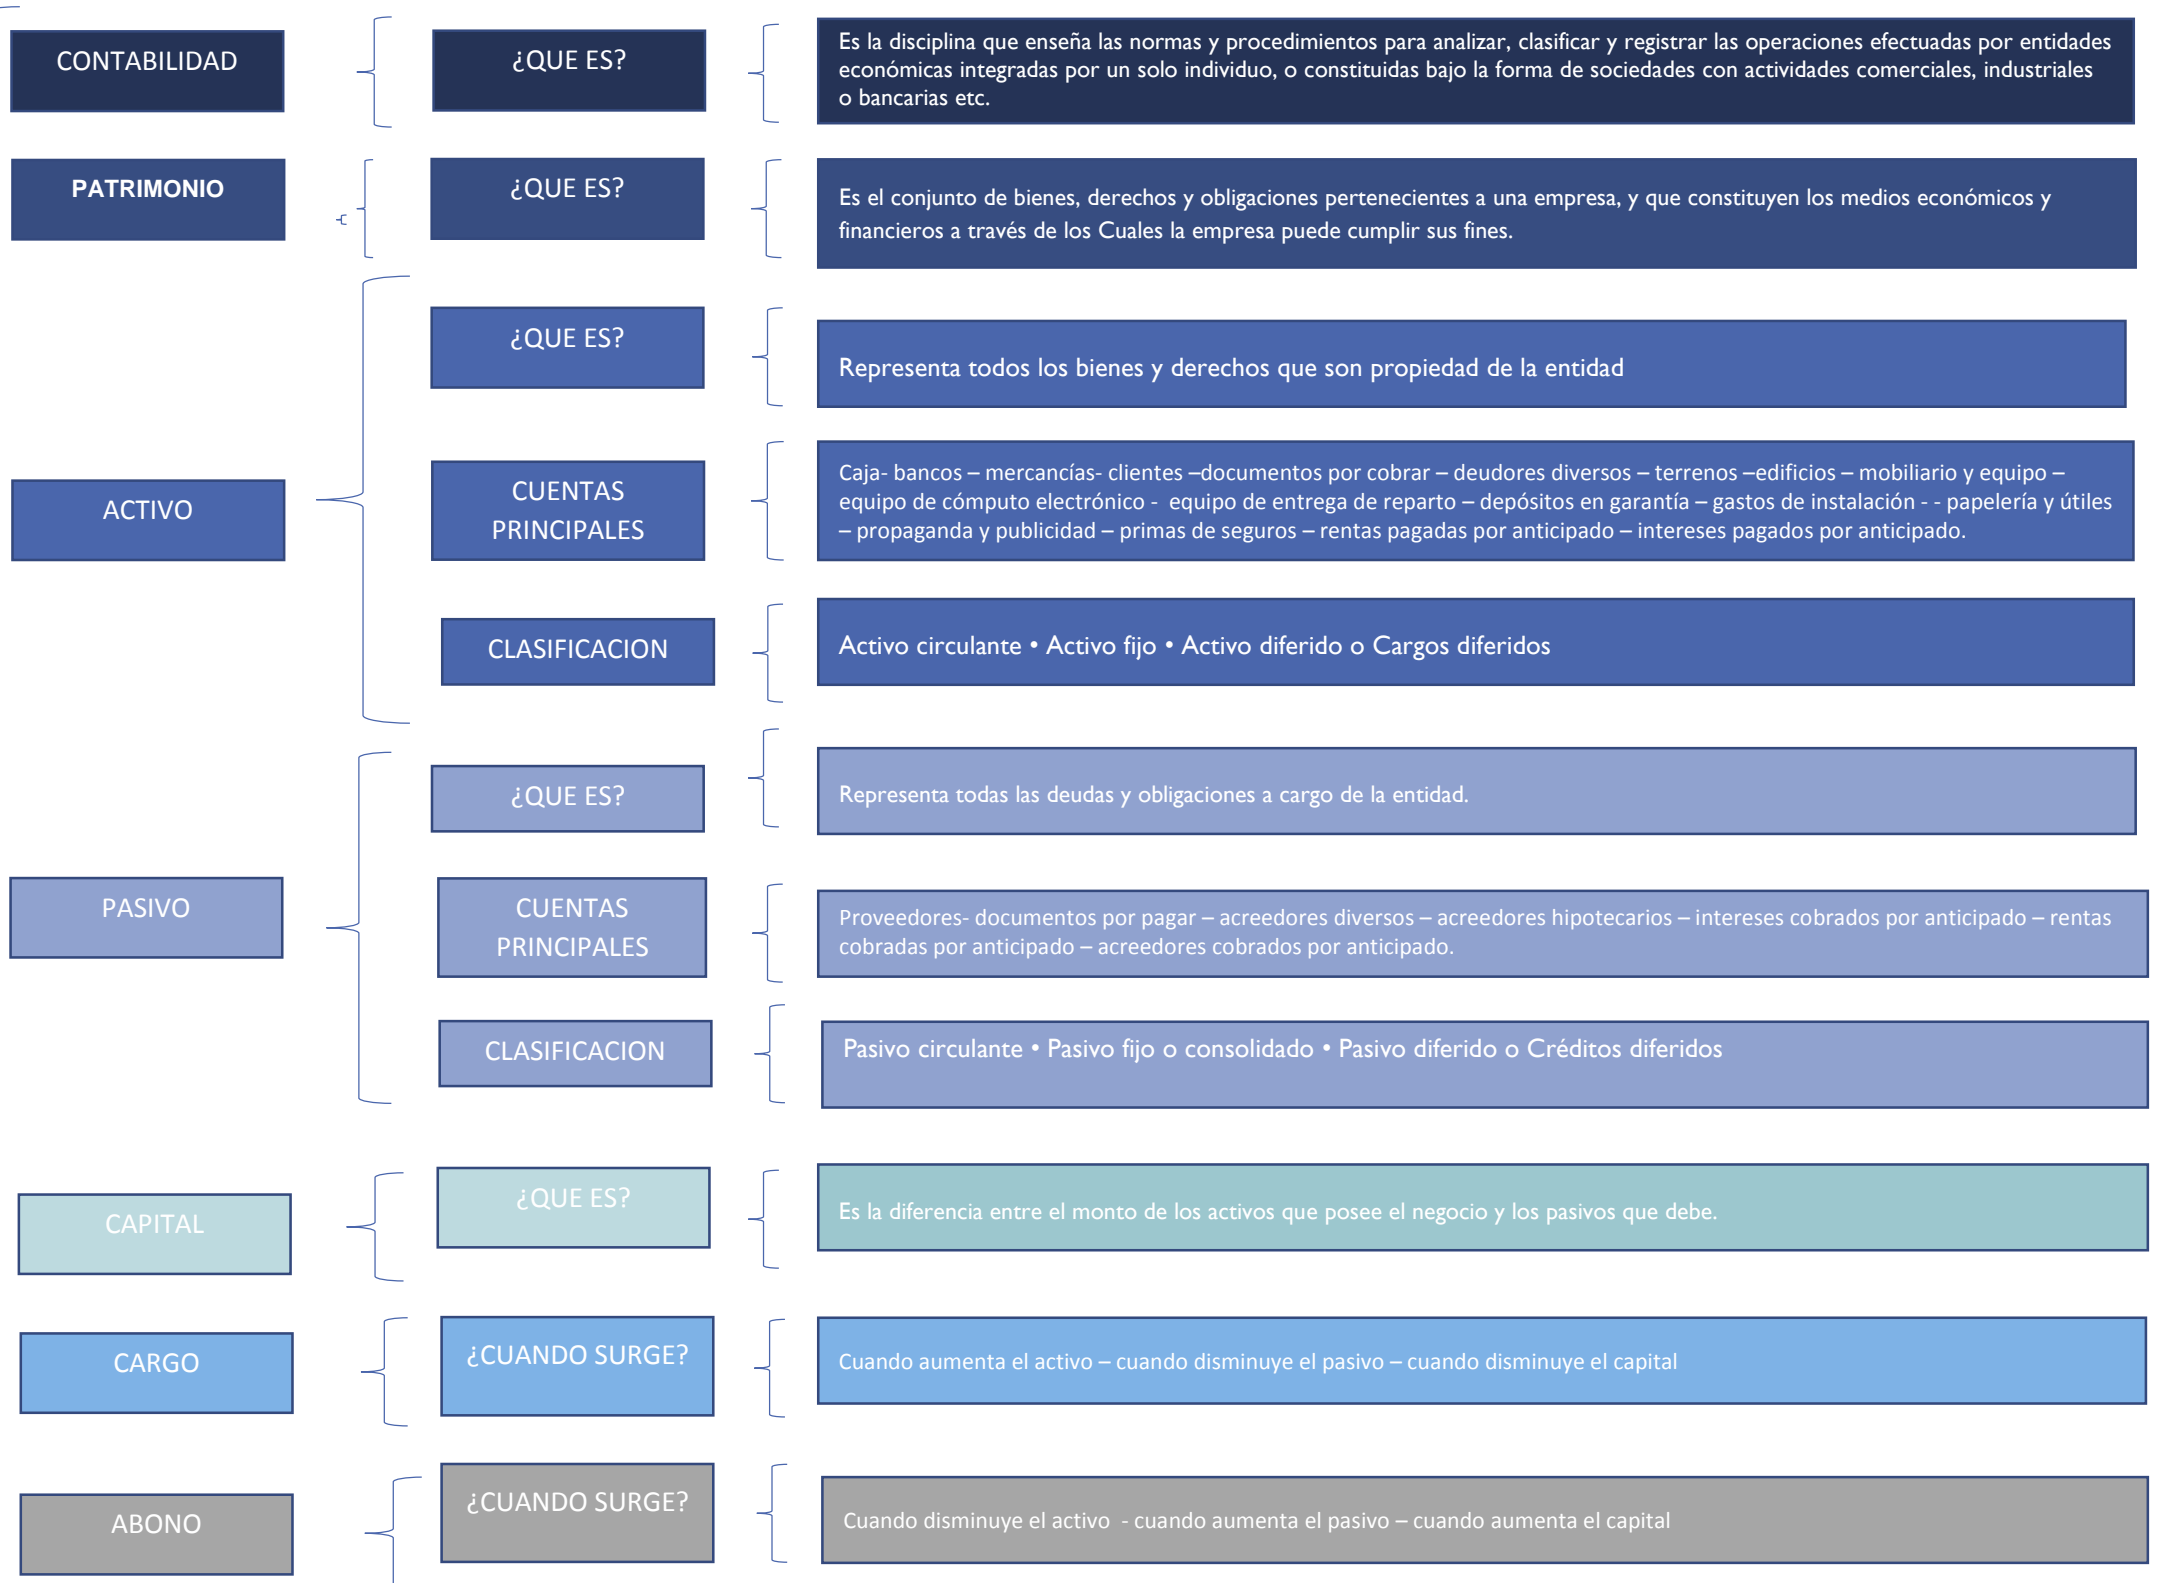 CONTABILIDAD
¿QUE ES?
Es la disciplina que enseña las normas y procedimientos para analizar, clasificar y registrar las operaciones efectuadas por entidades
económicas integradas por un solo individuo, o constituidas bajo la forma de sociedades con actividades comerciales, industriales
o bancarias etc.
PATRIMONIO
¿QUE ES?
Es el conjunto de bienes, derechos y obligaciones pertenecientes a una empresa, y que constituyen los medios económicos y
financieros a través de los Cuales la empresa puede cumplir sus fines.
ACTIVO
¿QUE ES?
Representa todos los bienes y derechos que son propiedad de la entidad
CUENTAS
PRINCIPALES
Caja- bancos – mercancías- clientes –documentos por cobrar – deudores diversos – terrenos –edificios – mobiliario y equipo –
equipo de cómputo electrónico - equipo de entrega de reparto – depósitos en garantía – gastos de instalación - - papelería y útiles
– propaganda y publicidad – primas de seguros – rentas pagadas por anticipado – intereses pagados por anticipado.
CLASIFICACION
Activo circulante • Activo fijo • Activo diferido o Cargos diferidos
PASIVO
¿QUE ES?
Representa todas las deudas y obligaciones a cargo de la entidad.
CUENTAS
PRINCIPALES
Proveedores- documentos por pagar – acreedores diversos – acreedores hipotecarios – intereses cobrados por anticipado – rentas
cobradas por anticipado – acreedores cobrados por anticipado.
CLASIFICACION
Pasivo circulante • Pasivo fijo o consolidado • Pasivo diferido o Créditos diferidos
CAPITAL
¿QUE ES?
Es la diferencia entre el monto de los activos que posee el negocio y los pasivos que debe.
CARGO
¿CUANDO SURGE?
Cuando aumenta el activo – cuando disminuye el pasivo – cuando disminuye el capital
ABONO
¿CUANDO SURGE?
Cuando disminuye el activo - cuando aumenta el pasivo – cuando aumenta el capital